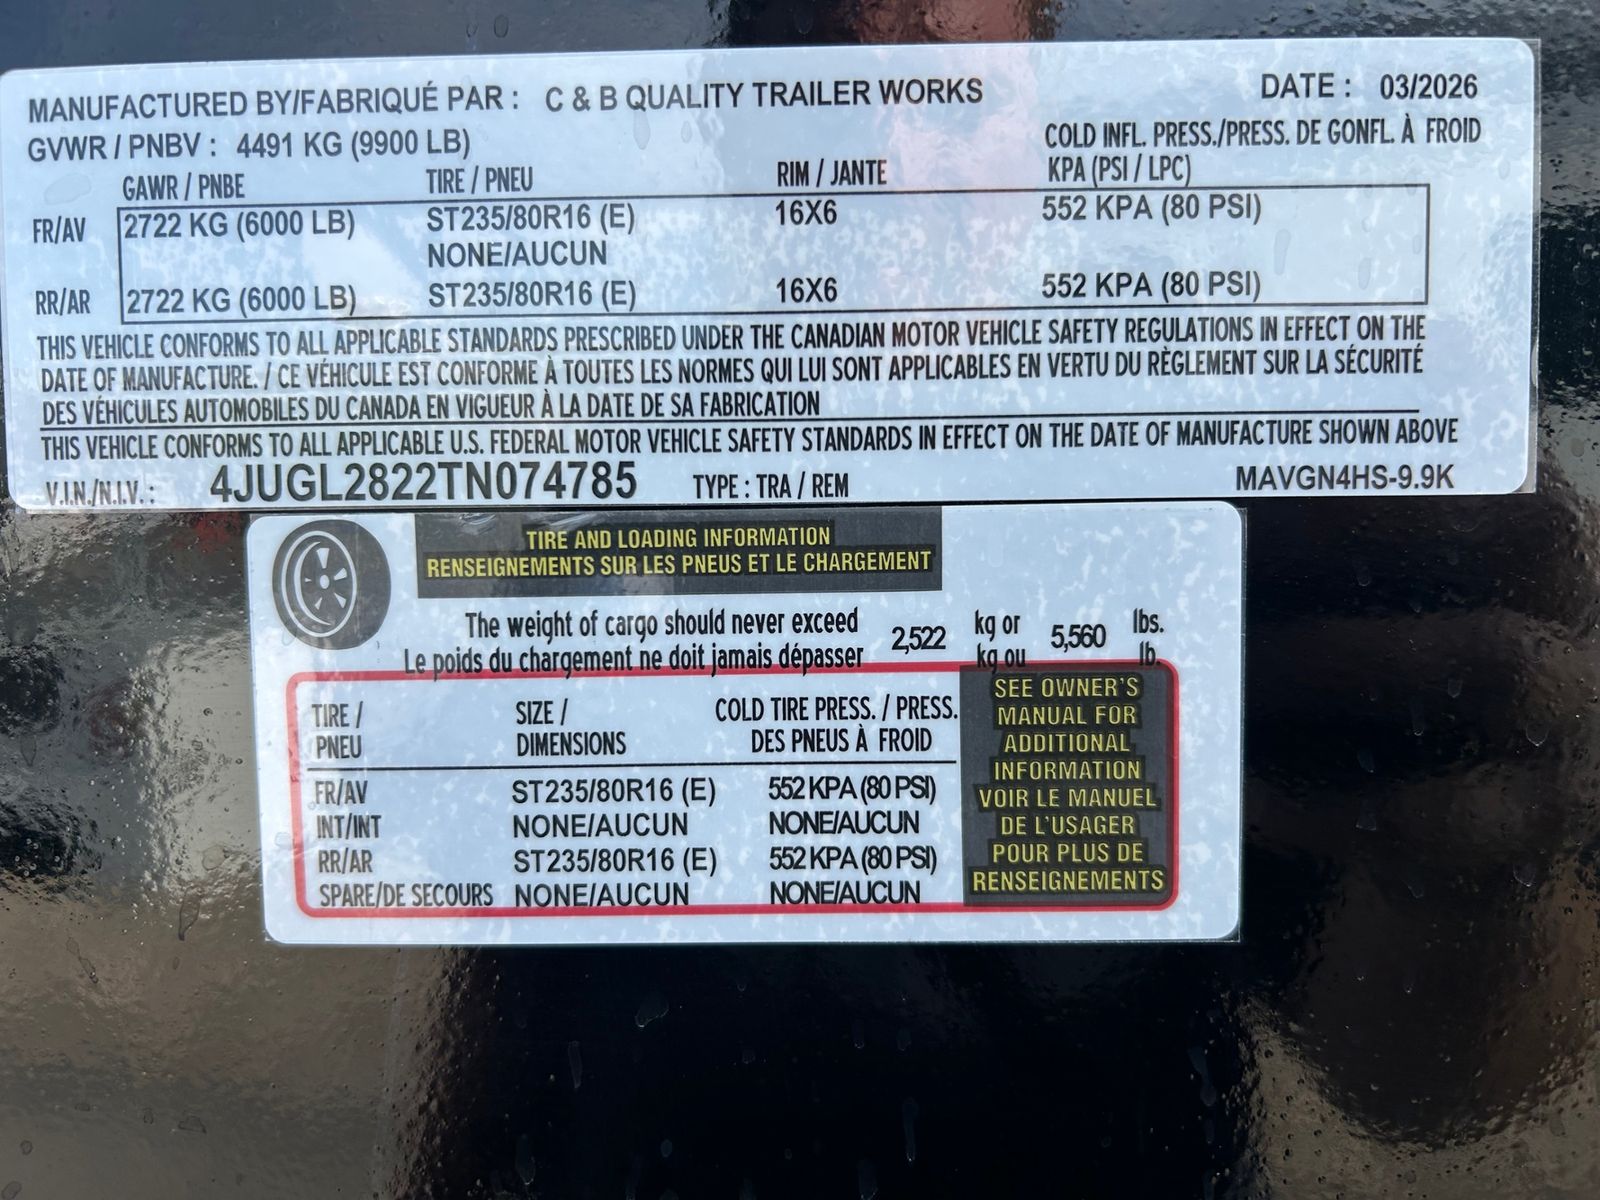 MANUFACTURED BY/FABRIQUÉ PAR : C & B QUALITY TRAILER WORKS DATE : 03/2026
GVWR / PNBV : 4491 KG (9900 LB) COLD INFL. PRESS./PRESS. DE GONFL. À FROID
GAWR / PNBE TIRE / PNEU RIM / JANTE KPA (PSI / LPC)
FR/AV 2722 KG (6000 LB) ST235/80R16 (E) 16X6 552 KPA (80 PSI)
NONE/AUCUN
RR/AR 2722 KG (6000 LB) ST235/80R16 (E) 16X6 552 KPA (80 PSI)
THIS VEHICLE CONFORMS TO ALL APPLICABLE STANDARDS PRESCRIBED UNDER THE CANADIAN MOTOR VEHICLE SAFETY REGULATIONS IN EFFECT ON THE
DATE OF MANUFACTURE. / CE VÉHICULE EST CONFORME À TOUTES LES NORMES QUI LUI SONT APPLICABLES EN VERTU DU RÈGLEMENT SUR LA SÉCURITÉ
DES VÉHICULES AUTOMOBILES DU CANADA EN VIGUEUR À LA DATE DE SA FABRICATION
THIS VEHICLE CONFORMS TO ALL APPLICABLE U.S. FEDERAL MOTOR VEHICLE SAFETY STANDARDS IN EFFECT ON THE DATE OF MANUFACTURE SHOWN ABOVE
V.I.N./N.I.V. : 4JUGL2822TN074785 TYPE : TRA / REM MAVGN4HS-9.9K
TIRE AND LOADING INFORMATION
RENSEIGNEMENTS SUR LES PNEUS ET LE CHARGEMENT
The weight of cargo should never exceed 2,522 kg or 5,560 lbs.
Le poids du chargement ne doit jamais dépasser kg ou lb.
TIRE / SIZE / COLD TIRE PRESS. / PRESS.
PNEU DIMENSIONS DES PNEUS À FROID
FR/AV ST235/80R16 (E) 552 KPA (80 PSI)
INT/INT NONE/AUCUN NONE/AUCUN
RR/AR ST235/80R16 (E) 552 KPA (80 PSI)
SPARE/DE SECOURS NONE/AUCUN NONE/AUCUN
SEE OWNER'S
MANUAL FOR
ADDITIONAL
INFORMATION
VOIR LE MANUEL
DE L'USAGER
POUR PLUS DE
RENSEIGNEMENTS